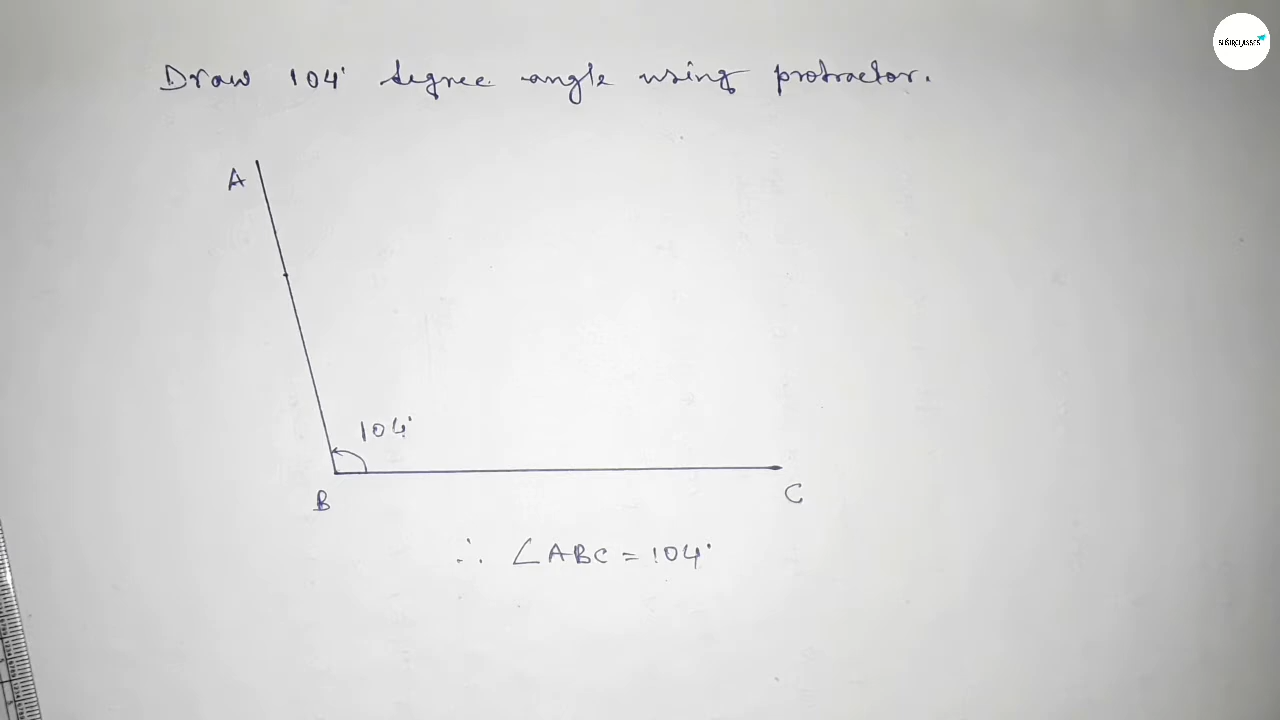 Draw 104° degree angle using protractor.
A
104°
B
C
∴ ∠ABC = 104°